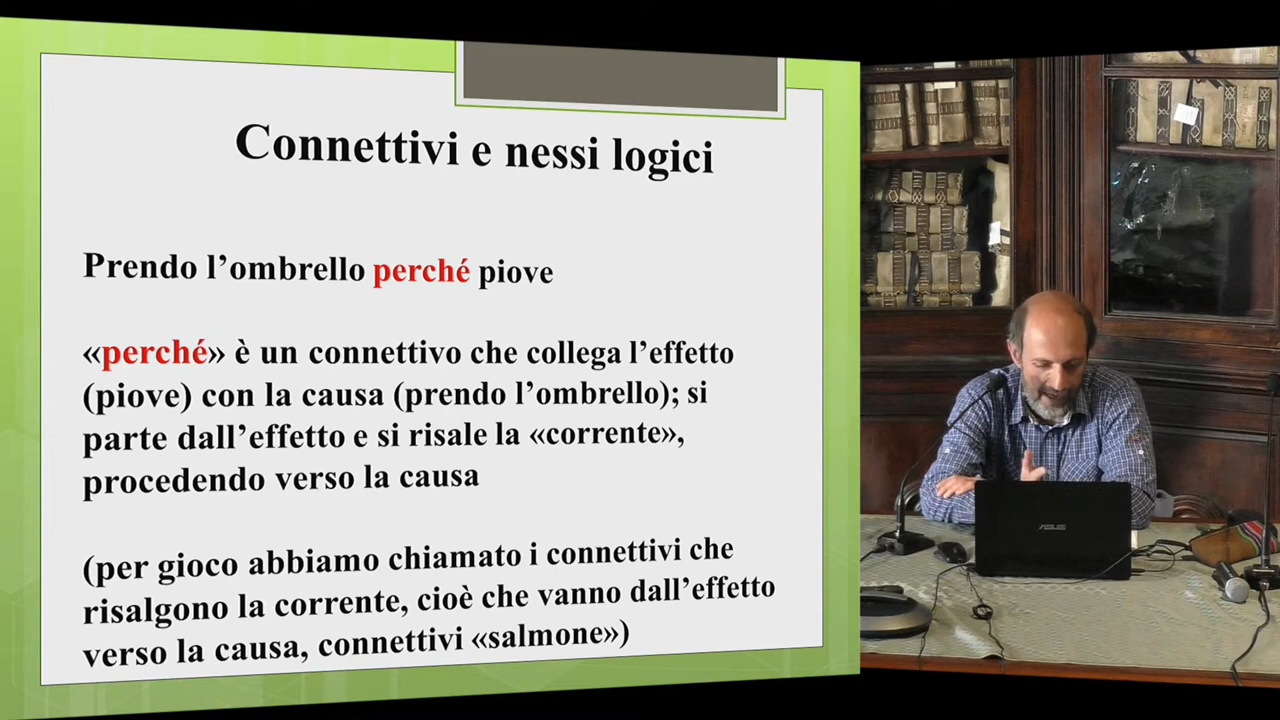 Connettivi e nessi logici
Prendo l’ombrello perché piove
«perché» è un connettivo che collega l’effetto
(piove) con la causa (prendo l’ombrello); si
parte dall’effetto e si risale la «corrente»,
procedendo verso la causa
(per gioco abbiamo chiamato i connettivi che
risalgono la corrente, cioè che vanno dall’effetto
verso la causa, connettivi «salmone»)
ASUS